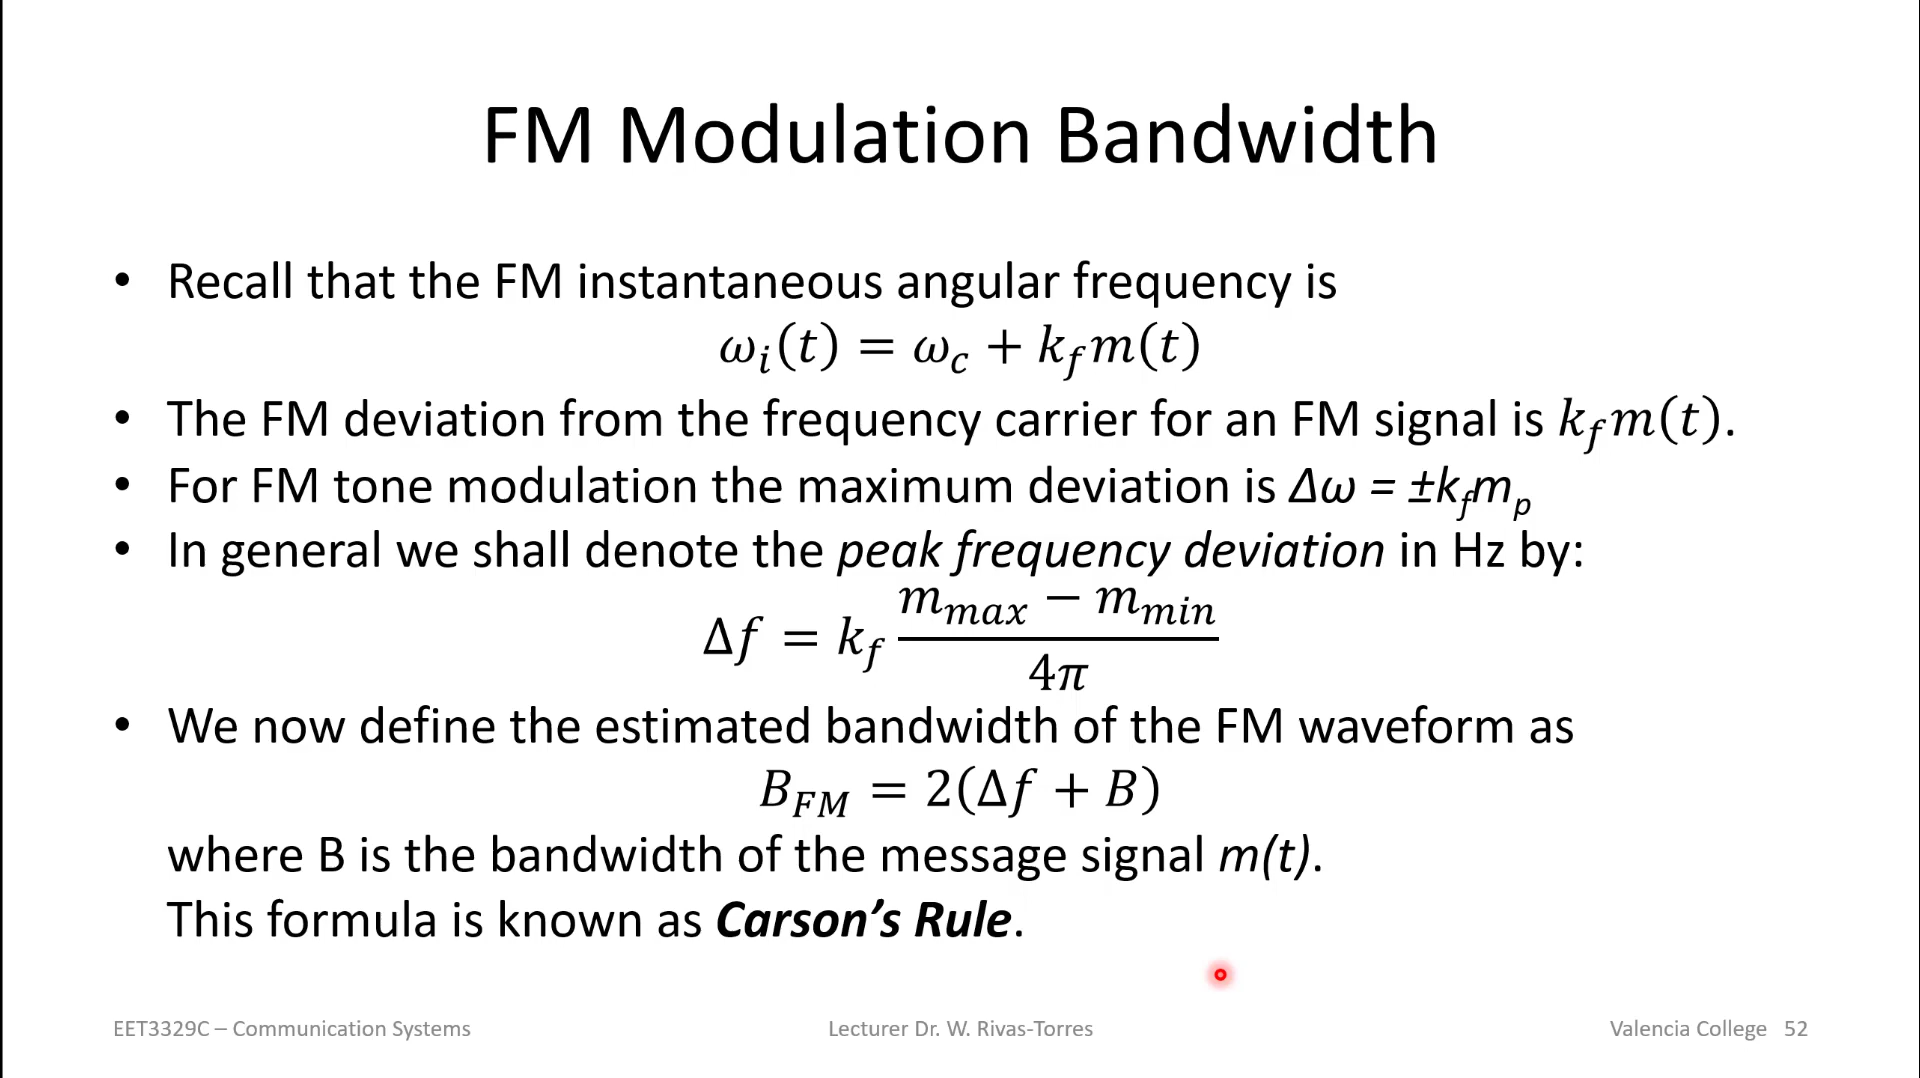 FM Modulation Bandwidth
• Recall that the FM instantaneous angular frequency is
𝜔ᵢ(𝑡) = 𝜔_c + 𝑘_f 𝑚(𝑡)
• The FM deviation from the frequency carrier for an FM signal is 𝑘_f 𝑚(𝑡).
• For FM tone modulation the maximum deviation is Δω = ±k_f m_p
• In general we shall denote the peak frequency deviation in Hz by:
Δ𝑓 = 𝑘_f (𝑚_max − 𝑚_min) / 4𝜋
• We now define the estimated bandwidth of the FM waveform as
𝐵_FM = 2(Δ𝑓 + 𝐵)
where B is the bandwidth of the message signal m(t).
This formula is known as Carson’s Rule.
EET3329C – Communication Systems
Lecturer Dr. W. Rivas-Torres
Valencia College 52